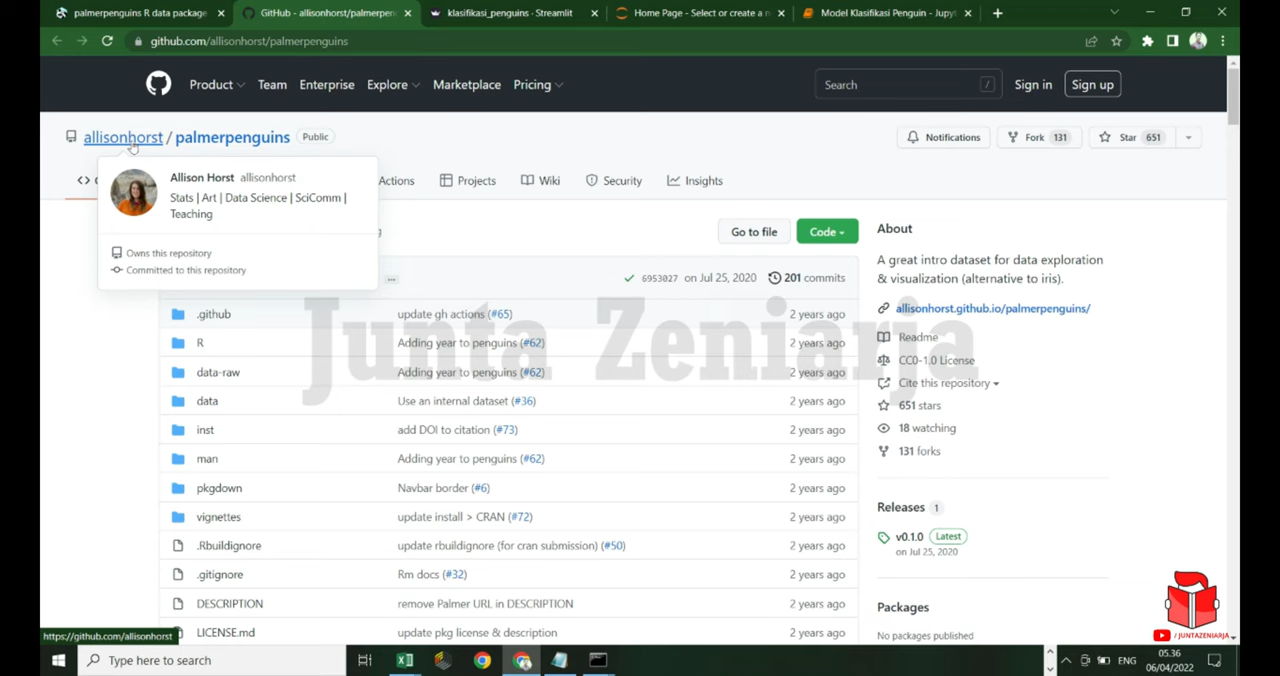 palmerpenguins R data package
GitHub - allisonhorst/palmerpen
klasifikasi_penguins · Streamlit
Home Page - Select or create a n
Model Klasifikasi Penguin - Jupyt
github.com/allisonhorst/palmerpenguins
Product
Team
Enterprise
Explore
Marketplace
Pricing
Search
/
Sign in
Sign up
allisonhorst / palmerpenguins
Public
Notifications
Fork 131
Star 651
Allison Horst allisonhorst
Stats | Art | Data Science | SciComm |
Teaching
Owns this repository
Committed to this repository
Actions
Projects
Wiki
Security
Insights
Go to file
Code
6953027 on Jul 25, 2020
201 commits
.github update gh actions (#65) 2 years ago
R Adding year to penguins (#62) 2 years ago
data-raw Adding year to penguins (#62) 2 years ago
data Use an internal dataset (#36) 2 years ago
inst add DOI to citation (#73) 2 years ago
man Adding year to penguins (#62) 2 years ago
pkgdown Navbar border (#6) 2 years ago
vignettes update install > CRAN (#72) 2 years ago
.Rbuildignore update rbuildignore (for cran submission) (#50) 2 years ago
.gitignore Rm docs (#32) 2 years ago
DESCRIPTION remove Palmer URL in DESCRIPTION 2 years ago
LICENSE.md update pkg license & description 2 years ago
About
A great intro dataset for data exploration
& visualization (alternative to iris).
allisonhorst.github.io/palmerpenguins/
Readme
CC0-1.0 License
Cite this repository
651 stars
18 watching
131 forks
Releases 1
v0.1.0 Latest
on Jul 25, 2020
Packages
No packages published
Junta Zeniarja
/ JUNTAZENIARJA
https://github.com/allisonhorst
Type here to search
ENG
05.36
06/04/2022